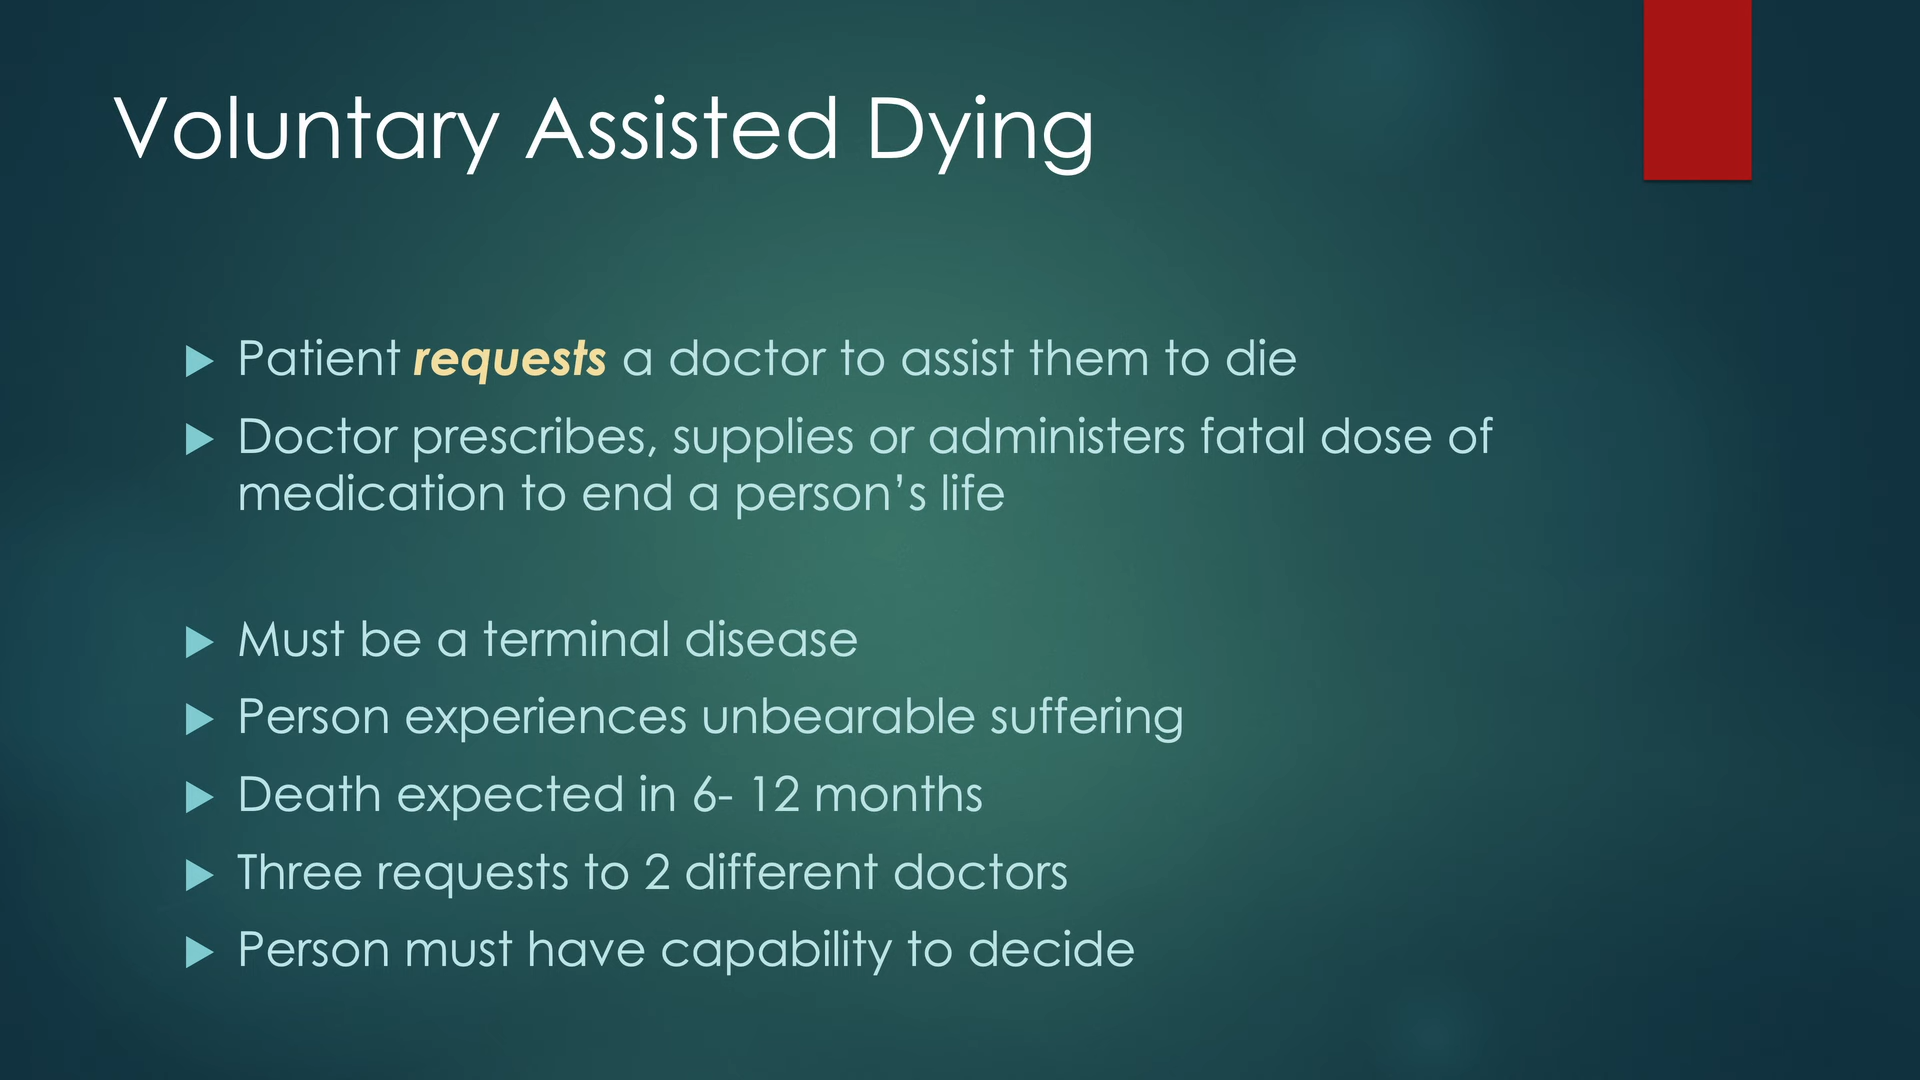 Voluntary Assisted Dying
Patient requests a doctor to assist them to die
Doctor prescribes, supplies or administers fatal dose of
medication to end a person’s life
Must be a terminal disease
Person experiences unbearable suffering
Death expected in 6- 12 months
Three requests to 2 different doctors
Person must have capability to decide